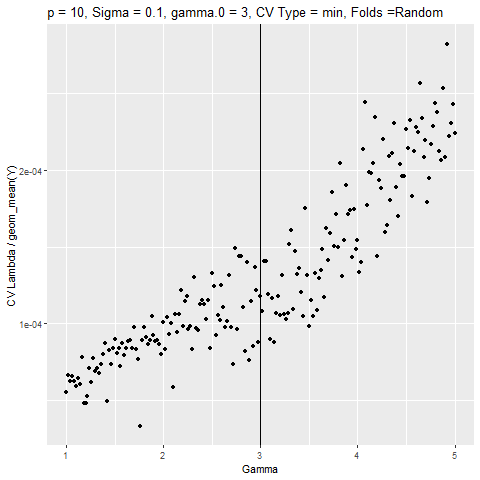 p = 10, Sigma = 0.1, gamma.0 = 3, CV Type = min, Folds =Random
CV Lambda / geom_mean(Y)
2e-04
1e-04
1 2 3 4 5
Gamma